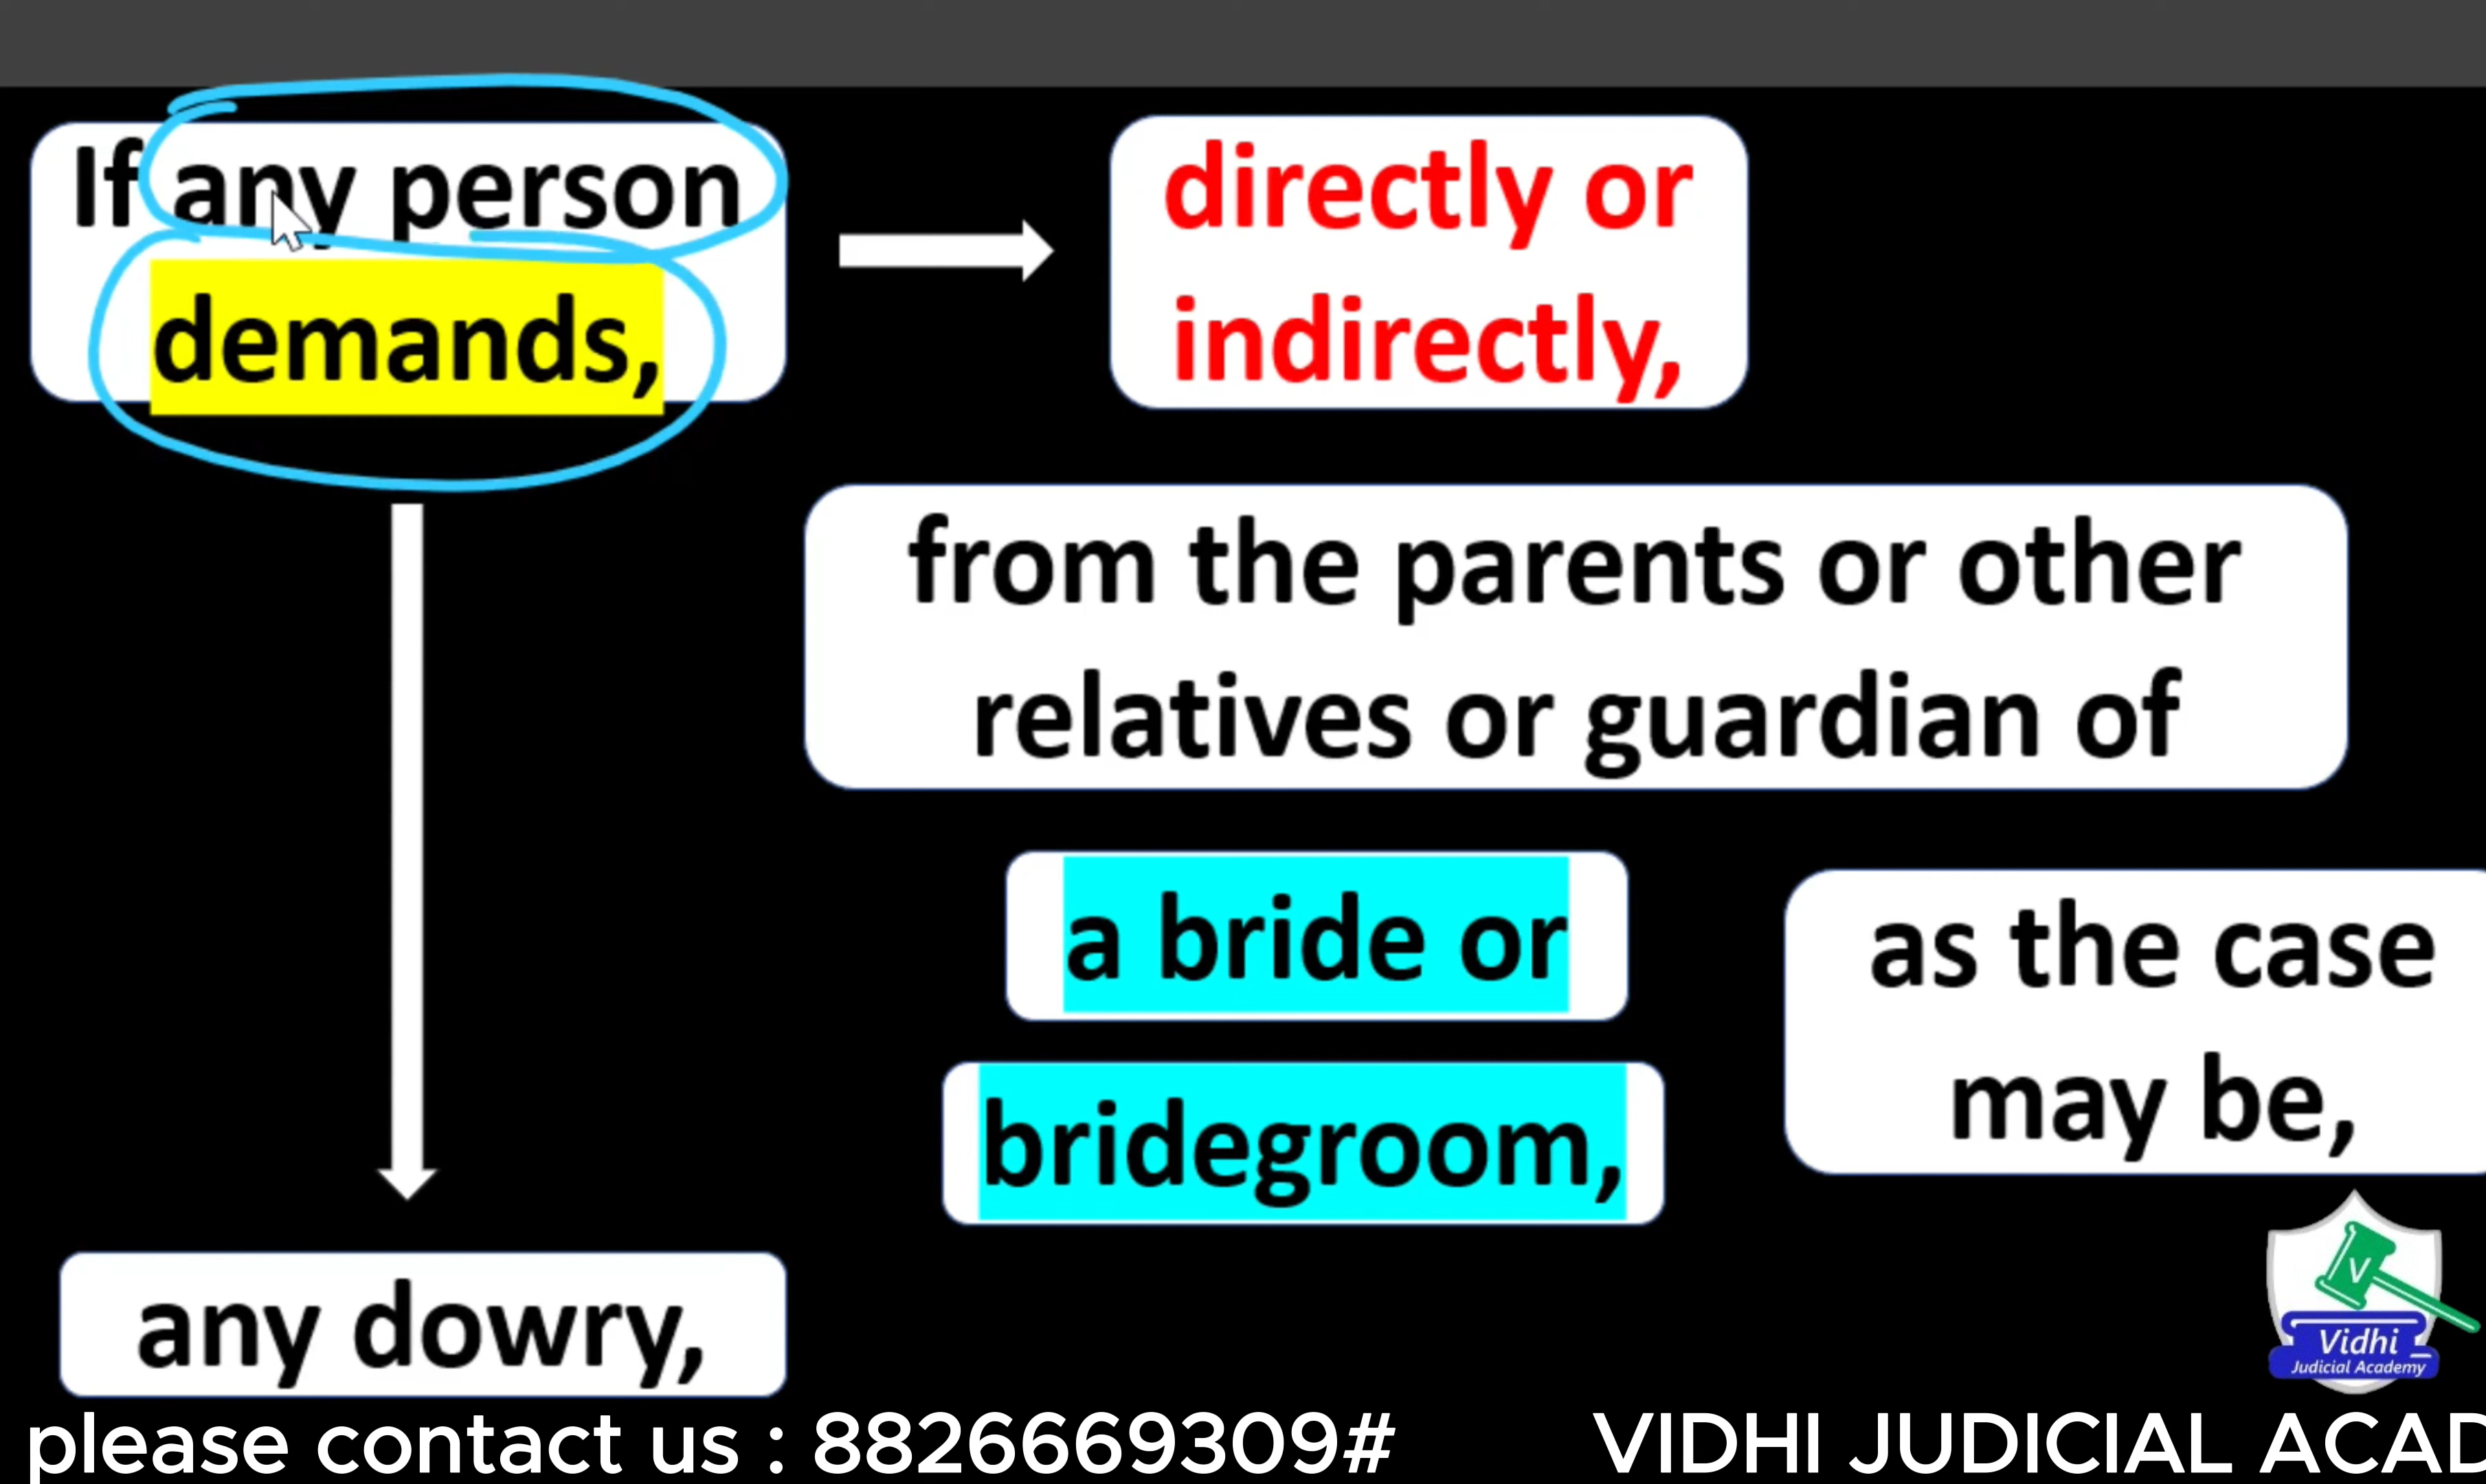 If any person
demands,
directly or
indirectly,
from the parents or other
relatives or guardian of
a bride or
bridegroom,
as the case
may be,
any dowry,
V
Vidhi
Judicial Academy
please contact us : 8826669309#
VIDHI JUDICIAL ACAD